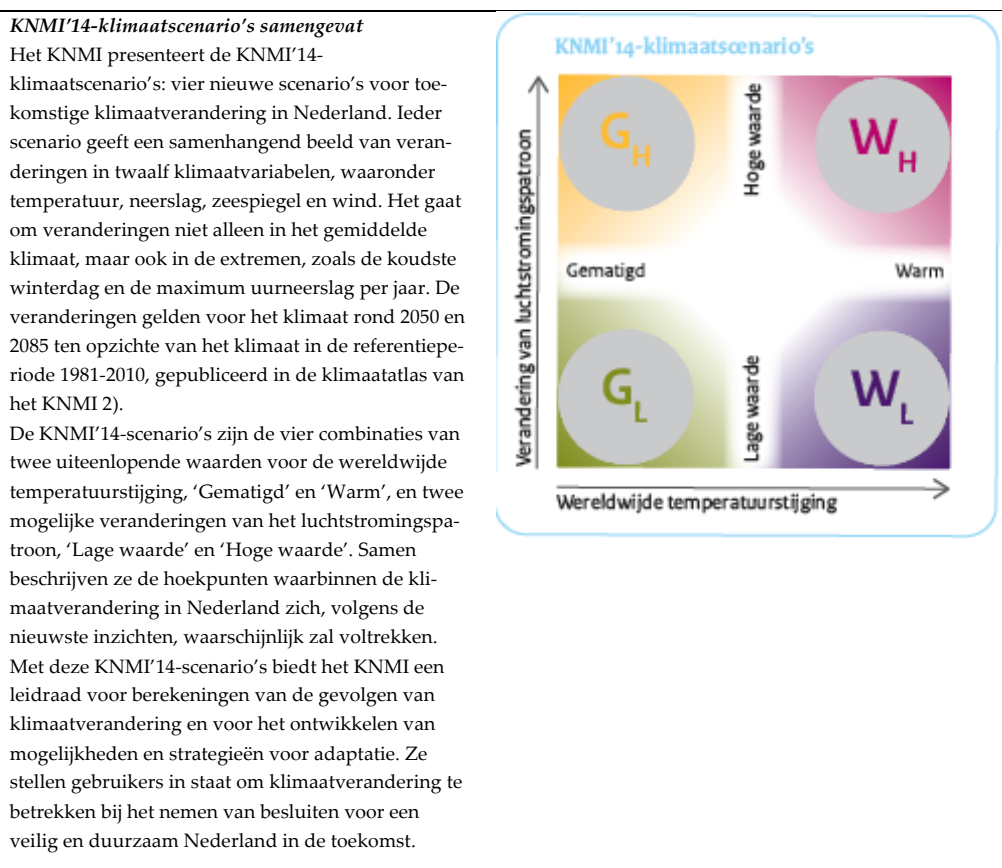 KNMI’14-klimaatscenario’s samengevat
Het KNMI presenteert de KNMI’14-
klimaatscenario’s: vier nieuwe scenario’s voor toe-
komstige klimaatverandering in Nederland. Ieder
scenario geeft een samenhangend beeld van veran-
deringen in twaalf klimaatvariabelen, waaronder
temperatuur, neerslag, zeespiegel en wind. Het gaat
om veranderingen niet alleen in het gemiddelde
klimaat, maar ook in de extremen, zoals de koudste
winterdag en de maximum uurneerslag per jaar. De
veranderingen gelden voor het klimaat rond 2050 en
2085 ten opzichte van het klimaat in de referentiepe-
riode 1981-2010, gepubliceerd in de klimaatatlas van
het KNMI 2).
De KNMI’14-scenario’s zijn de vier combinaties van
twee uiteenlopende waarden voor de wereldwijde
temperatuurstijging, ‘Gematigd’ en ‘Warm’, en twee
mogelijke veranderingen van het luchtstromingspa-
troon, ‘Lage waarde’ en ‘Hoge waarde’. Samen
beschrijven ze de hoekpunten waarbinnen de kli-
maatverandering in Nederland zich, volgens de
nieuwste inzichten, waarschijnlijk zal voltrekken.
Met deze KNMI’14-scenario’s biedt het KNMI een
leidraad voor berekeningen van de gevolgen van
klimaatverandering en voor het ontwikkelen van
mogelijkheden en strategieën voor adaptatie. Ze
stellen gebruikers in staat om klimaatverandering te
betrekken bij het nemen van besluiten voor een
veilig en duurzaam Nederland in de toekomst.
KNMI’14-klimaatscenario’s
Verandering van luchtstromingspatroon
GH
Hoge waarde
WH
Gematigd
Warm
GL
Lage waarde
WL
Wereldwijde temperatuurstijging